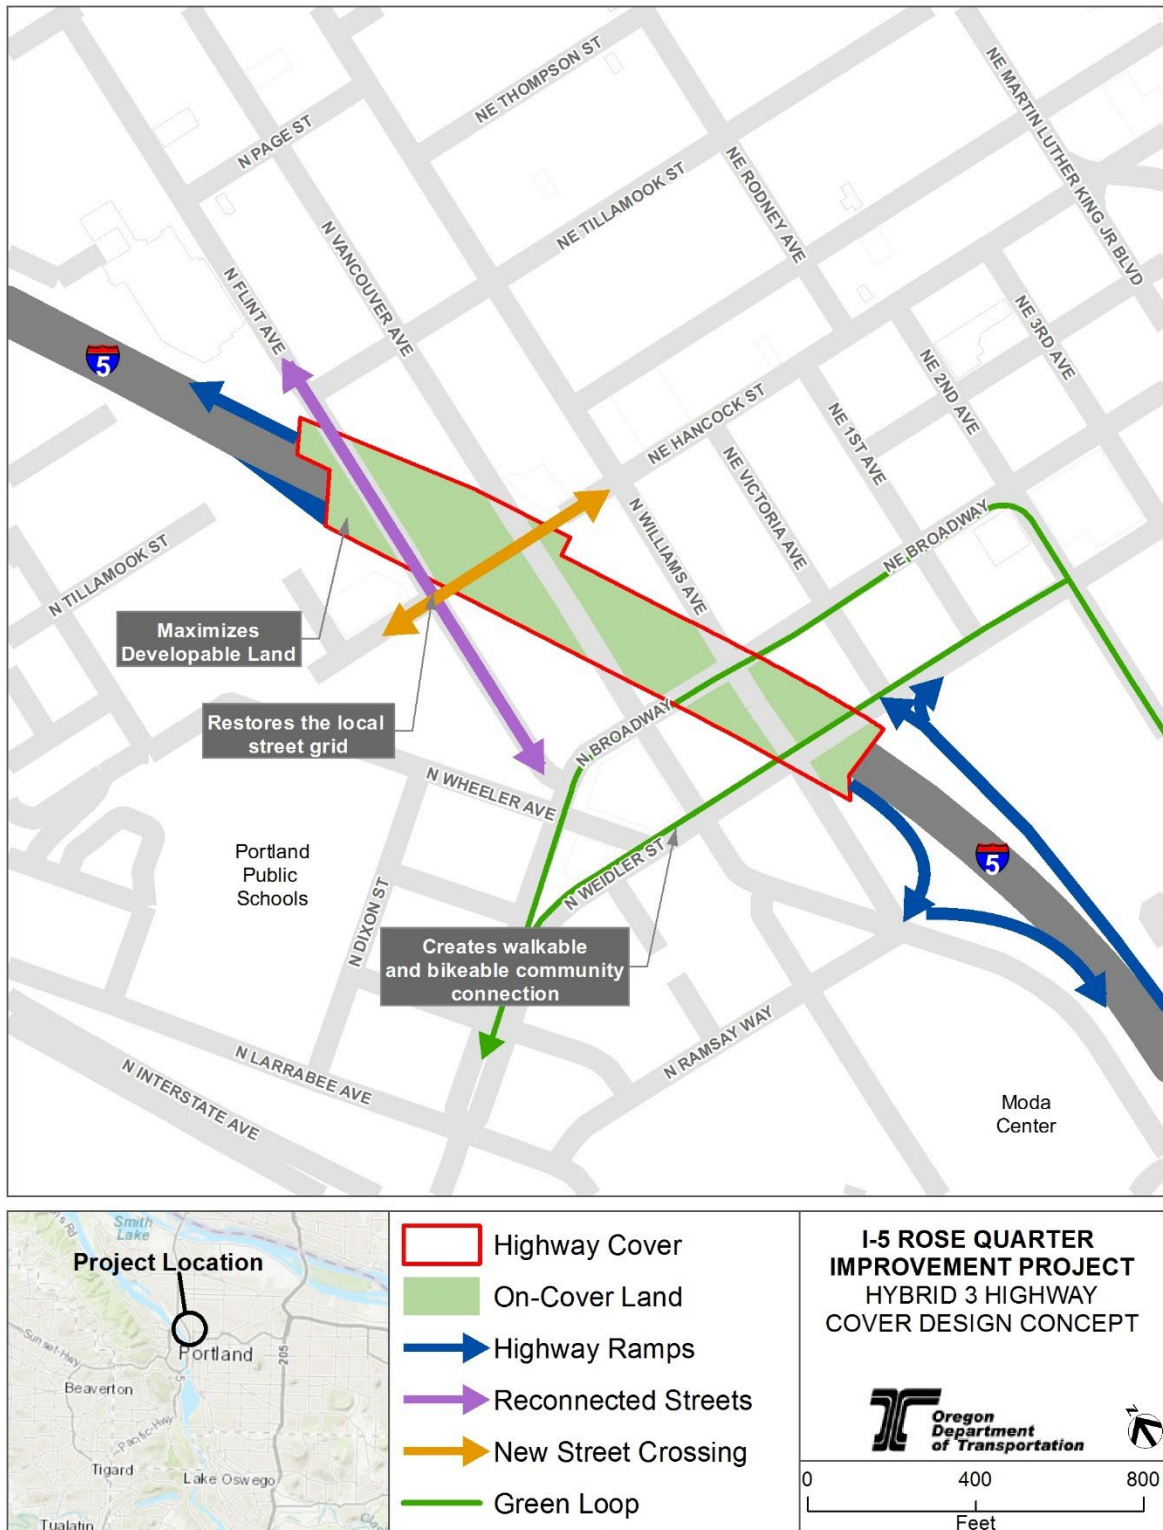 NE THOMPSON ST
N PAGE ST
NE MARTIN LUTHER KING JR BLVD
NE RODNEY AVE
NE TILLAMOOK ST
N VANCOUVER AVE
N FLINT AVE
5
NE 3RD AVE
NE 2ND AVE
NE HANCOCK ST
NE 1ST AVE
NE VICTORIA AVE
N WILLIAMS AVE
NE BROADWAY
N TILLAMOOK ST
Maximizes
Developable Land
Restores the local
street grid
N BROADWAY
N WHEELER AVE
Portland
Public
Schools
5
N WEIDLER ST
N DIXON ST
Creates walkable
and bikeable community
connection
N RAMSAY WAY
N LARRABEE AVE
N INTERSTATE AVE
Moda
Center
Smith
Lake
Project Location
Portland
205
5
Sunset-Hwy
Beaverton
Pacific-Hwy
Tigard
Lake Oswego
Tualatin
Highway Cover
On-Cover Land
Highway Ramps
Reconnected Streets
New Street Crossing
Green Loop
I-5 ROSE QUARTER
IMPROVEMENT PROJECT
HYBRID 3 HIGHWAY
COVER DESIGN CONCEPT
Oregon
Department
of Transportation
Z
0 400 800
Feet